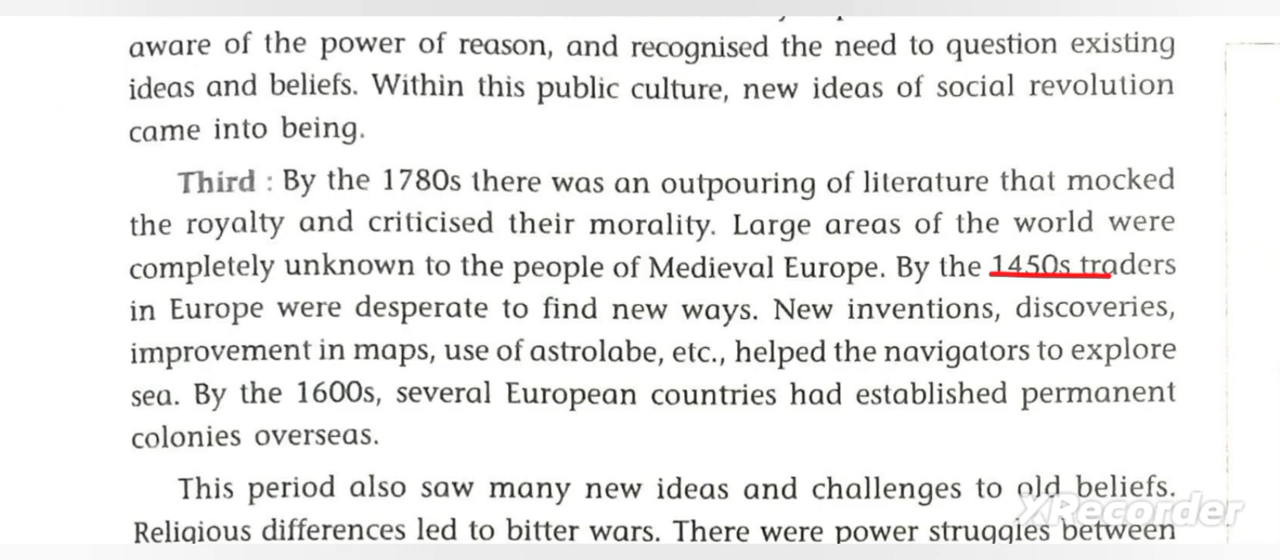 aware of the power of reason, and recognised the need to question existing
ideas and beliefs. Within this public culture, new ideas of social revolution
came into being.
Third : By the 1780s there was an outpouring of literature that mocked
the royalty and criticised their morality. Large areas of the world were
completely unknown to the people of Medieval Europe. By the 1450s traders
in Europe were desperate to find new ways. New inventions, discoveries,
improvement in maps, use of astrolabe, etc., helped the navigators to explore
sea. By the 1600s, several European countries had established permanent
colonies overseas.
This period also saw many new ideas and challenges to old beliefs.
Religious differences led to bitter wars. There were power struggles between
XRecorder